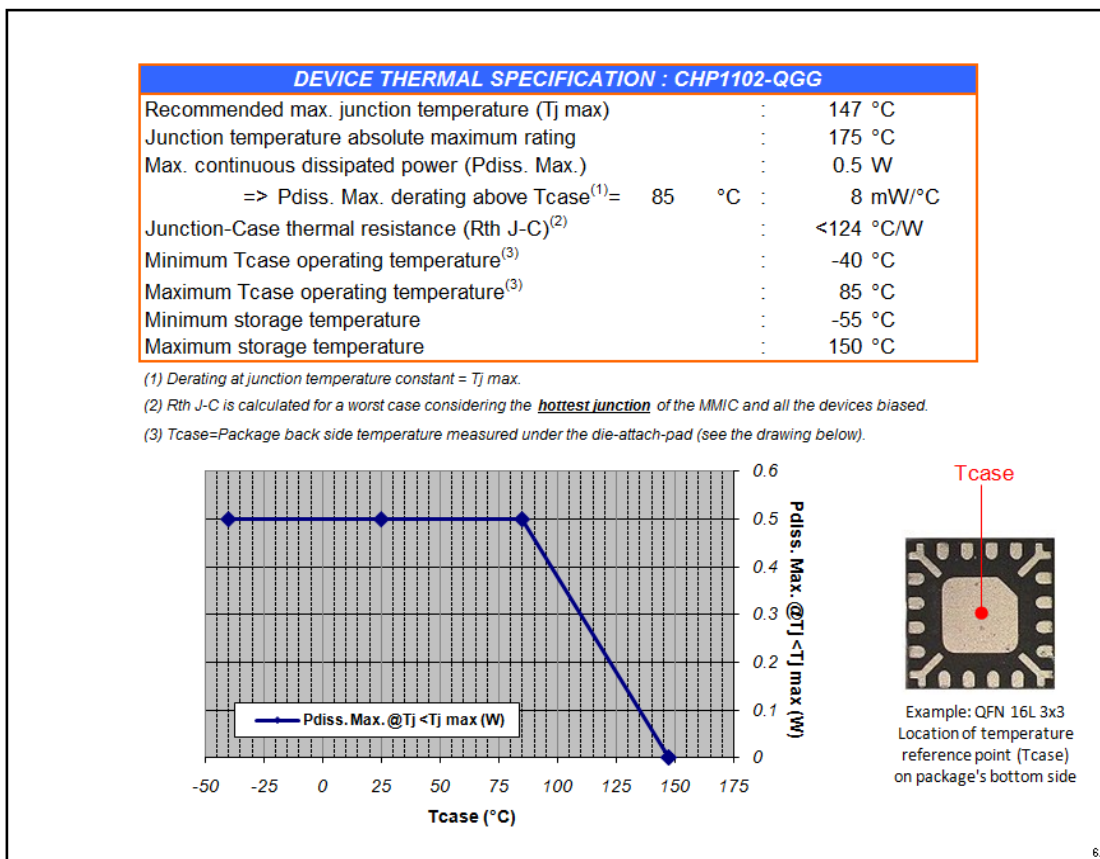 DEVICE THERMAL SPECIFICATION : CHP1102-QGG
Recommended max. junction temperature (Tj max) : 147 °C
Junction temperature absolute maximum rating : 175 °C
Max. continuous dissipated power (Pdiss. Max.) : 0.5 W
=> Pdiss. Max. derating above Tcase(1)= 85 °C : 8 mW/°C
Junction-Case thermal resistance (Rth J-C)(2) : <124 °C/W
Minimum Tcase operating temperature(3) : -40 °C
Maximum Tcase operating temperature(3) : 85 °C
Minimum storage temperature : -55 °C
Maximum storage temperature : 150 °C
(1) Derating at junction temperature constant = Tj max.
(2) Rth J-C is calculated for a worst case considering the hottest junction of the MMIC and all the devices biased.
(3) Tcase=Package back side temperature measured under the die-attach-pad (see the drawing below).
0.6
0.5
0.4
0.3
0.2
0.1
0
Pdiss. Max. @Tj <Tj max (W)
Pdiss. Max. @Tj <Tj max (W)
-50 -25 0 25 50 75 100 125 150 175
Tcase (°C)
Tcase
Example: QFN 16L 3x3
Location of temperature
reference point (Tcase)
on package's bottom side